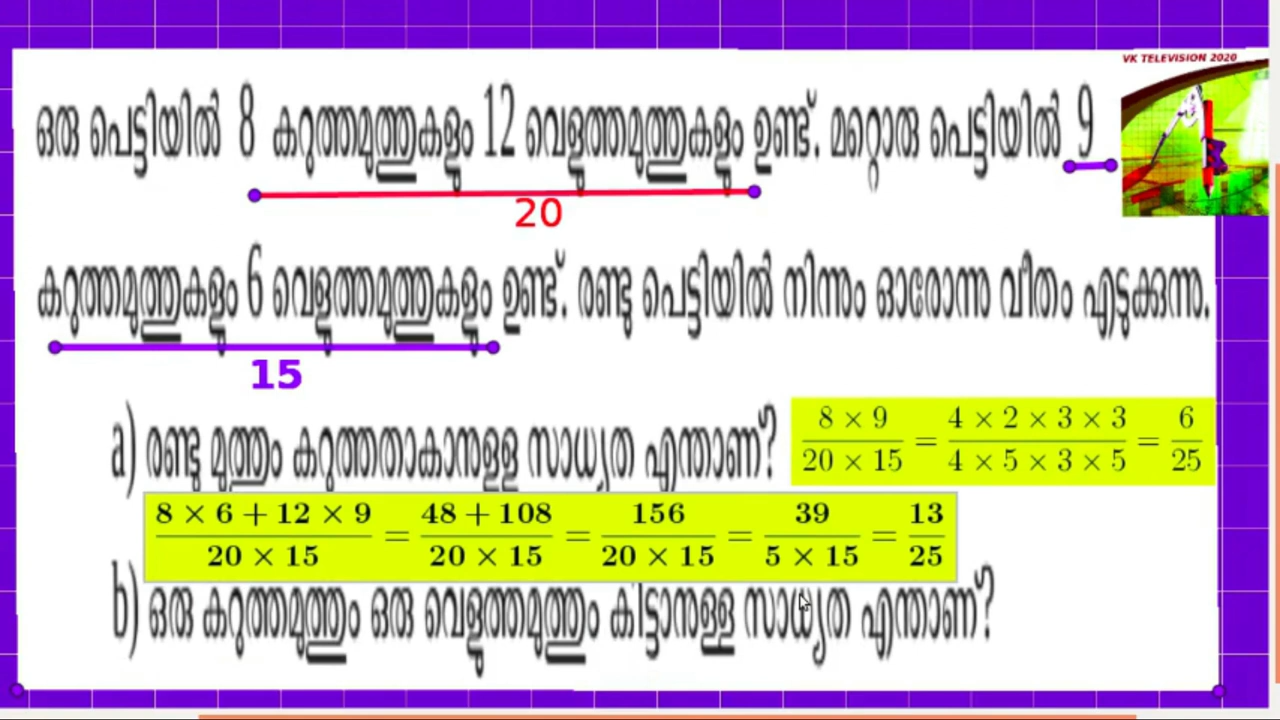 VK TELEVISION 2020
ഒരു പെട്ടിയിൽ 8 കറുത്തമുത്തുകളും 12 വെളുത്തമുത്തുകളും ഉണ്ട്. മറ്റൊരു പെട്ടിയിൽ 9
20
കറുത്തമുത്തുകളും 6 വെളുത്തമുത്തുകളും ഉണ്ട്. രണ്ടു പെട്ടിയിൽ നിന്നും ഓരോന്നു വീതം എടുക്കുന്നു.
15
a) രണ്ടു മുത്തും കറുത്തതാകാനുള്ള സാധ്യത എന്താണ്? (8 × 9)/(20 × 15) = (4 × 2 × 3 × 3)/(4 × 5 × 3 × 5) = 6/25
(8 × 6 + 12 × 9)/(20 × 15) = (48 + 108)/(20 × 15) = 156/(20 × 15) = 39/(5 × 15) = 13/25
b) ഒരു കറുത്തമുത്തും ഒരു വെളുത്തമുത്തും കിട്ടാനുള്ള സാധ്യത എന്താണ്?